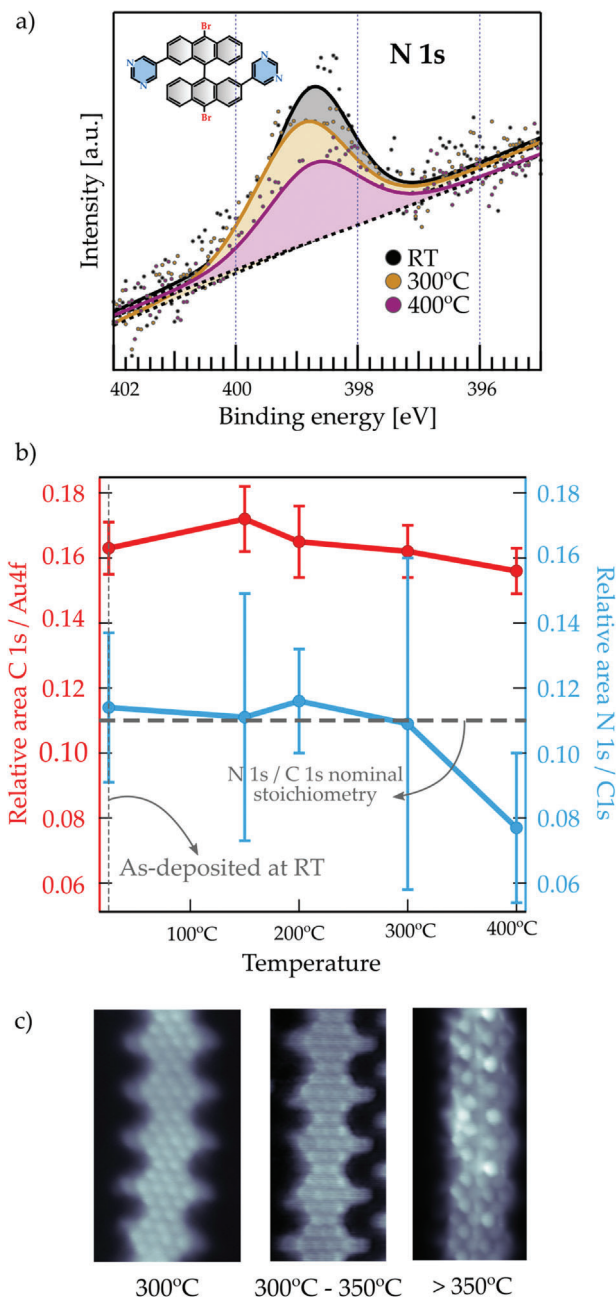 a)
Br
N
N
N
N
Br
N 1s
Intensity [a.u.]
RT
300ºC
400ºC
402
400
398
396
Binding energy [eV]
b)
0.18
0.16
0.14
0.12
0.10
0.08
0.06
Relative area C 1s / Au4f
0.18
0.16
0.14
0.12
0.10
0.08
0.06
Relative area N 1s / C1s
N 1s / C 1s nominal
stoichiometry
As-deposited at RT
100ºC
200ºC
300ºC
400ºC
Temperature
c)
300ºC
300ºC - 350ºC
> 350ºC